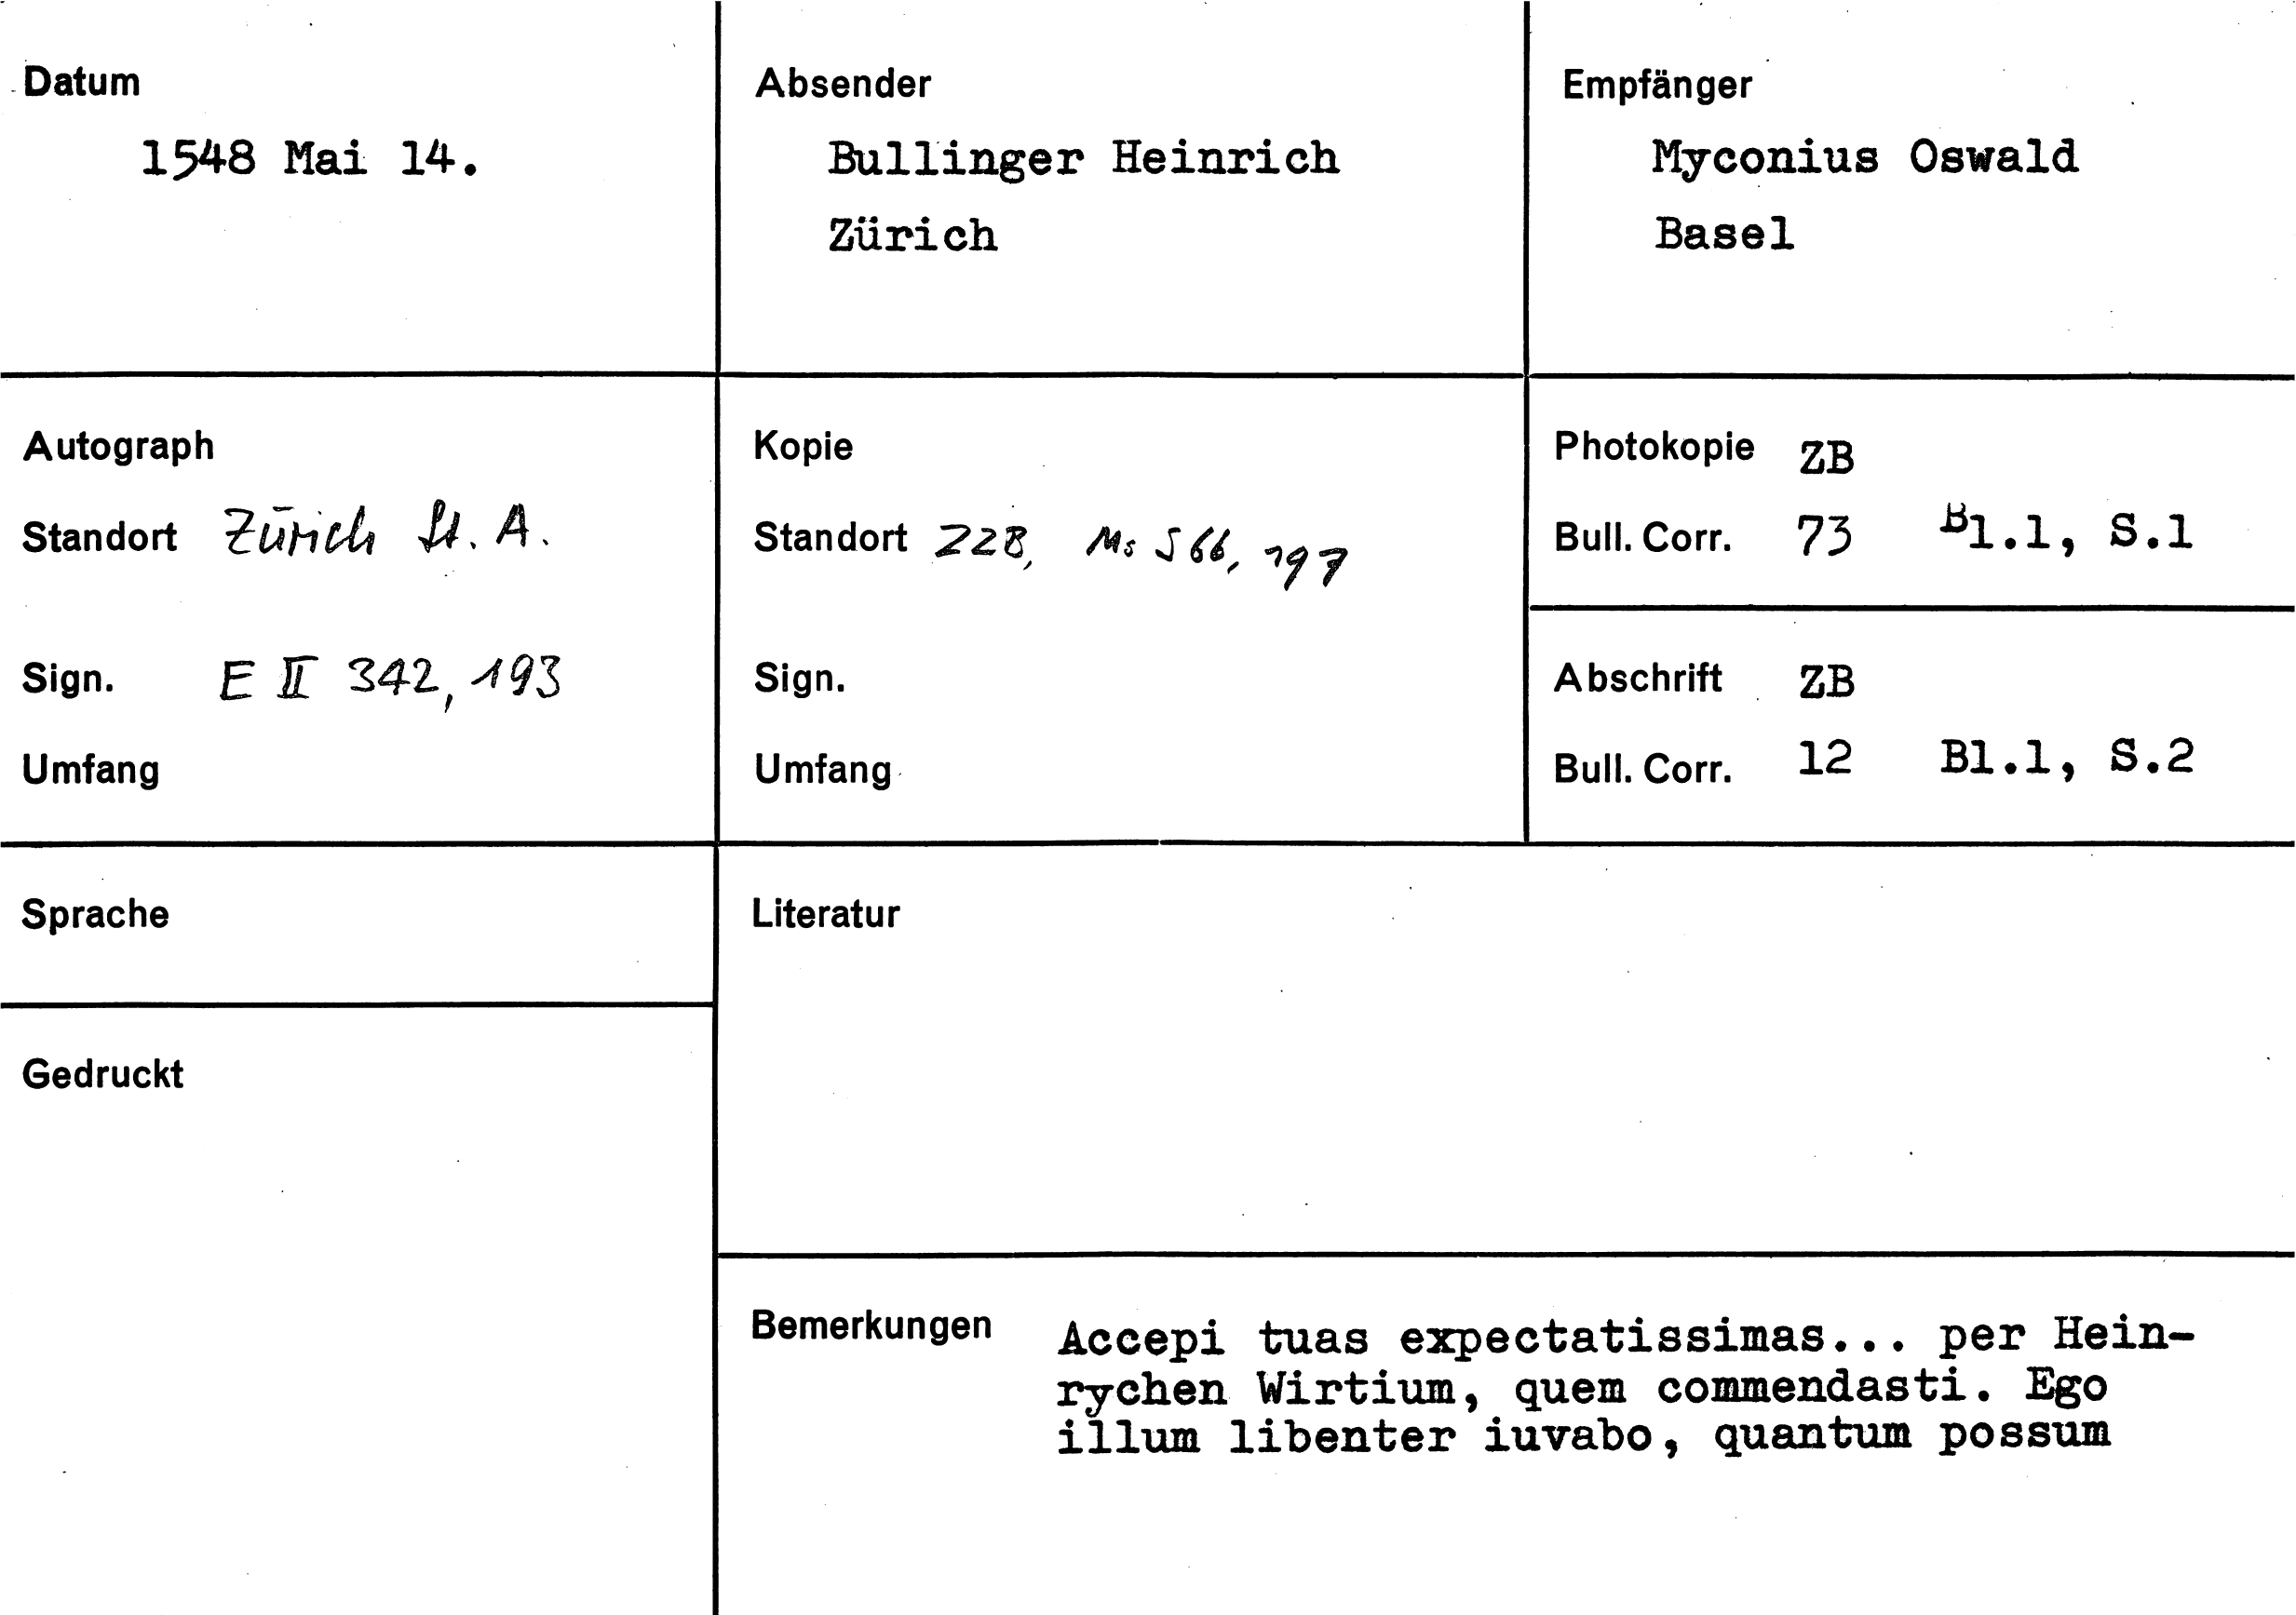 Datum
1548 Mai 14.
Absender
Bullinger Heinrich
Zürich
Empfänger
Myconius Oswald
Basel
Autograph
Standort Zürich St. A.
Sign. E II 342, 193
Umfang
Kopie
Standort ZZB, Ms S 66, 197
Sign.
Umfang
Photokopie ZB
Bull. Corr. 73 Bl.1, S.1
Abschrift ZB
Bull. Corr. 12 Bl.1, S.2
Sprache
Gedruckt
Literatur
Bemerkungen Accepi tuas expectatissimas... per Hein-
rychen Wirtium, quem commendasti. Ego
illum libenter iuvabo, quantum possum